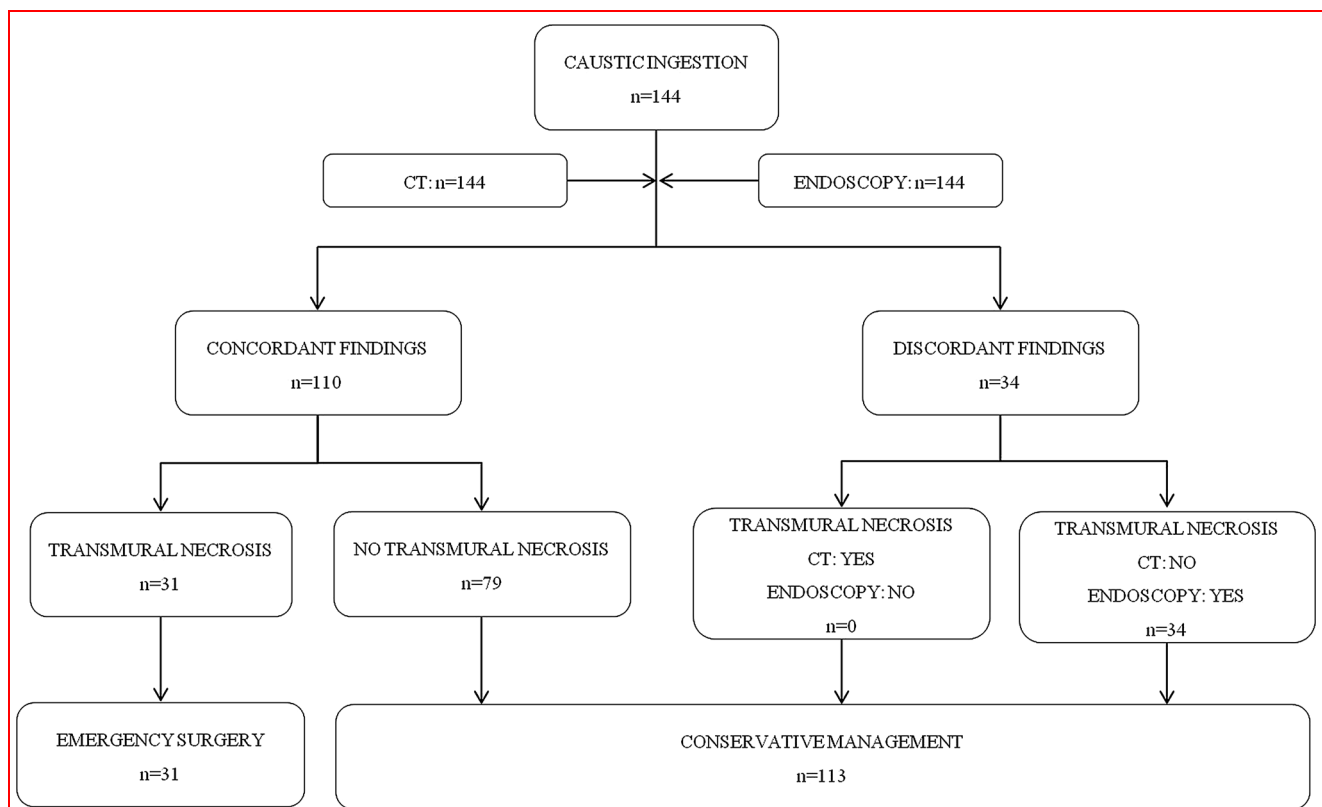 CAUSTIC INGESTION
n=144
CT: n=144
ENDOSCOPY: n=144
CONCORDANT FINDINGS
n=110
DISCORDANT FINDINGS
n=34
TRANSMURAL NECROSIS
n=31
NO TRANSMURAL NECROSIS
n=79
TRANSMURAL NECROSIS
CT: YES
ENDOSCOPY: NO
n=0
TRANSMURAL NECROSIS
CT: NO
ENDOSCOPY: YES
n=34
EMERGENCY SURGERY
n=31
CONSERVATIVE MANAGEMENT
n=113